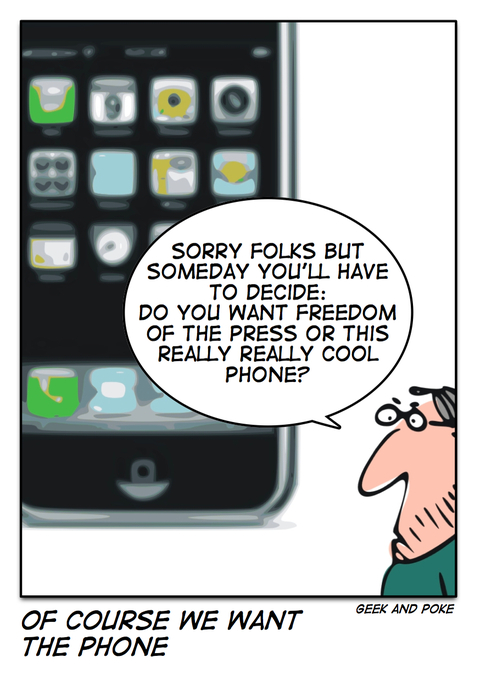 SORRY FOLKS BUT
SOMEDAY YOU'LL HAVE
TO DECIDE:
DO YOU WANT FREEDOM
OF THE PRESS OR THIS
REALLY REALLY COOL
PHONE?
GEEK AND POKE
OF COURSE WE WANT
THE PHONE